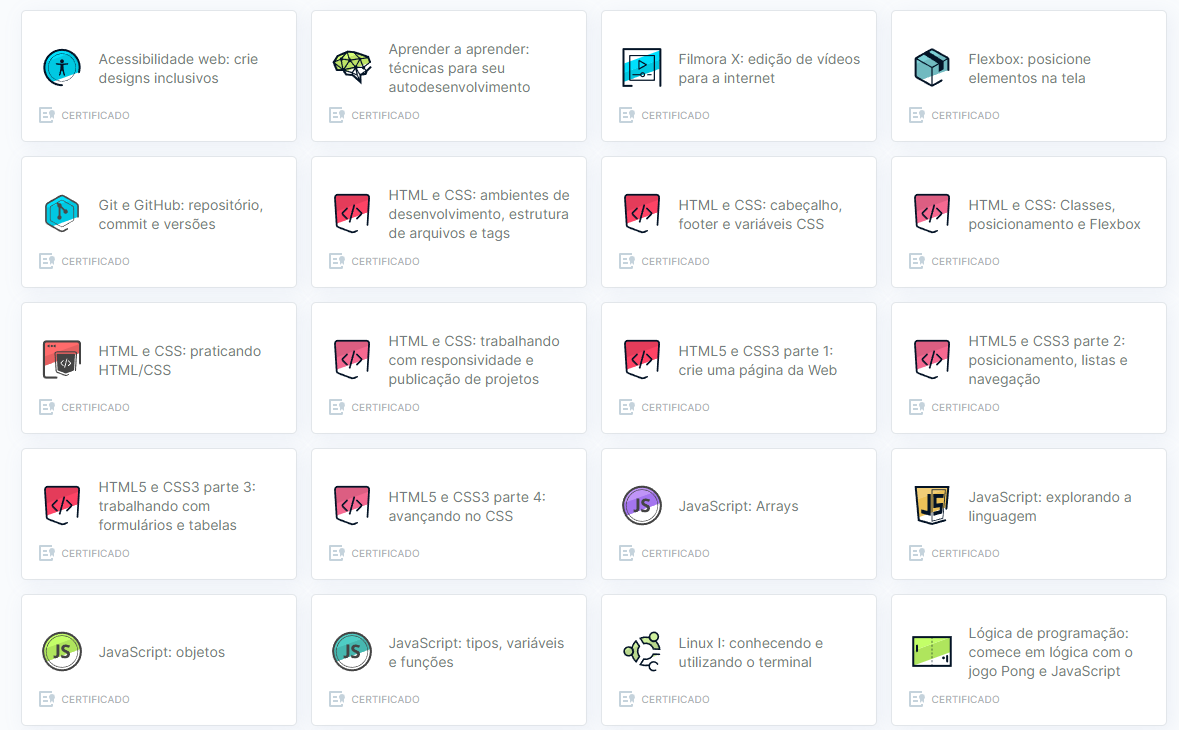 Acessibilidade web: crie
designs inclusivos
CERTIFICADO
Aprender a aprender:
técnicas para seu
autodesenvolvimento
CERTIFICADO
Filmora X: edição de vídeos
para a internet
CERTIFICADO
Flexbox: posicione
elementos na tela
CERTIFICADO
Git e GitHub: repositório,
commit e versões
CERTIFICADO
HTML e CSS: ambientes de
desenvolvimento, estrutura
de arquivos e tags
CERTIFICADO
HTML e CSS: cabeçalho,
footer e variáveis CSS
CERTIFICADO
HTML e CSS: Classes,
posicionamento e Flexbox
CERTIFICADO
HTML e CSS: praticando
HTML/CSS
CERTIFICADO
HTML e CSS: trabalhando
com responsividade e
publicação de projetos
CERTIFICADO
HTML5 e CSS3 parte 1:
crie uma página da Web
CERTIFICADO
HTML5 e CSS3 parte 2:
posicionamento, listas e
navegação
CERTIFICADO
HTML5 e CSS3 parte 3:
trabalhando com
formulários e tabelas
CERTIFICADO
HTML5 e CSS3 parte 4:
avançando no CSS
CERTIFICADO
JS
JavaScript: Arrays
CERTIFICADO
JS
JavaScript: explorando a
linguagem
CERTIFICADO
JS
JavaScript: objetos
CERTIFICADO
JS
JavaScript: tipos, variáveis
e funções
CERTIFICADO
Linux I: conhecendo e
utilizando o terminal
CERTIFICADO
Lógica de programação:
comece em lógica com o
jogo Pong e JavaScript
CERTIFICADO